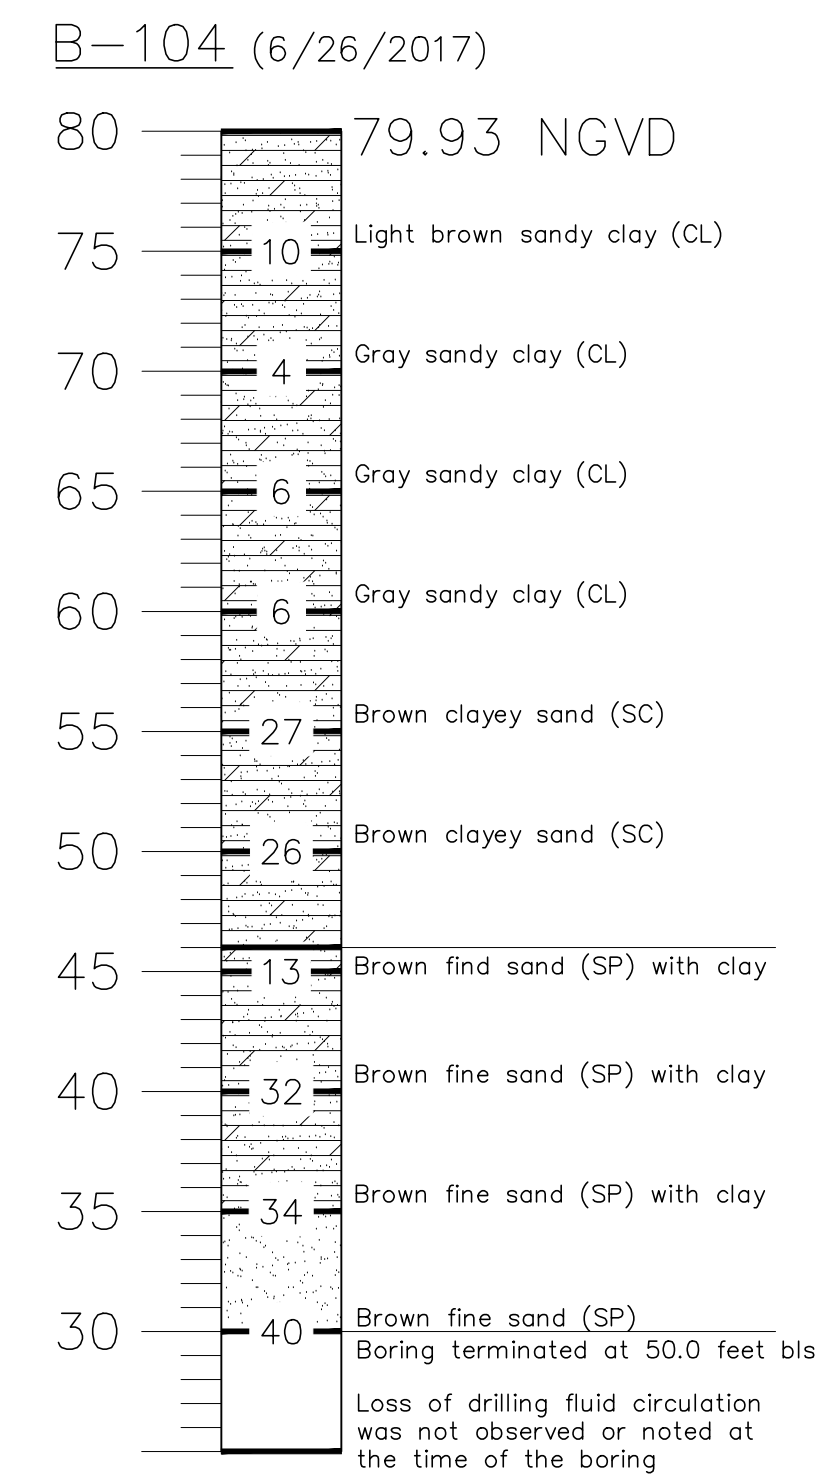 B-104 (6/26/2017)
80 79.93 NGVD
Light brown sandy clay (CL)
75 10
Gray sandy clay (CL)
70 4
Gray sandy clay (CL)
65 6
Gray sandy clay (CL)
60 6
Brown clayey sand (SC)
55 27
Brown clayey sand (SC)
50 26
45 13 Brown find sand (SP) with clay
Brown fine sand (SP) with clay
40 32
Brown fine sand (SP) with clay
35 34
Brown fine sand (SP)
30 40
Boring terminated at 50.0 feet bls
Loss of drilling fluid circulation
was not observed or noted at
the time of the boring